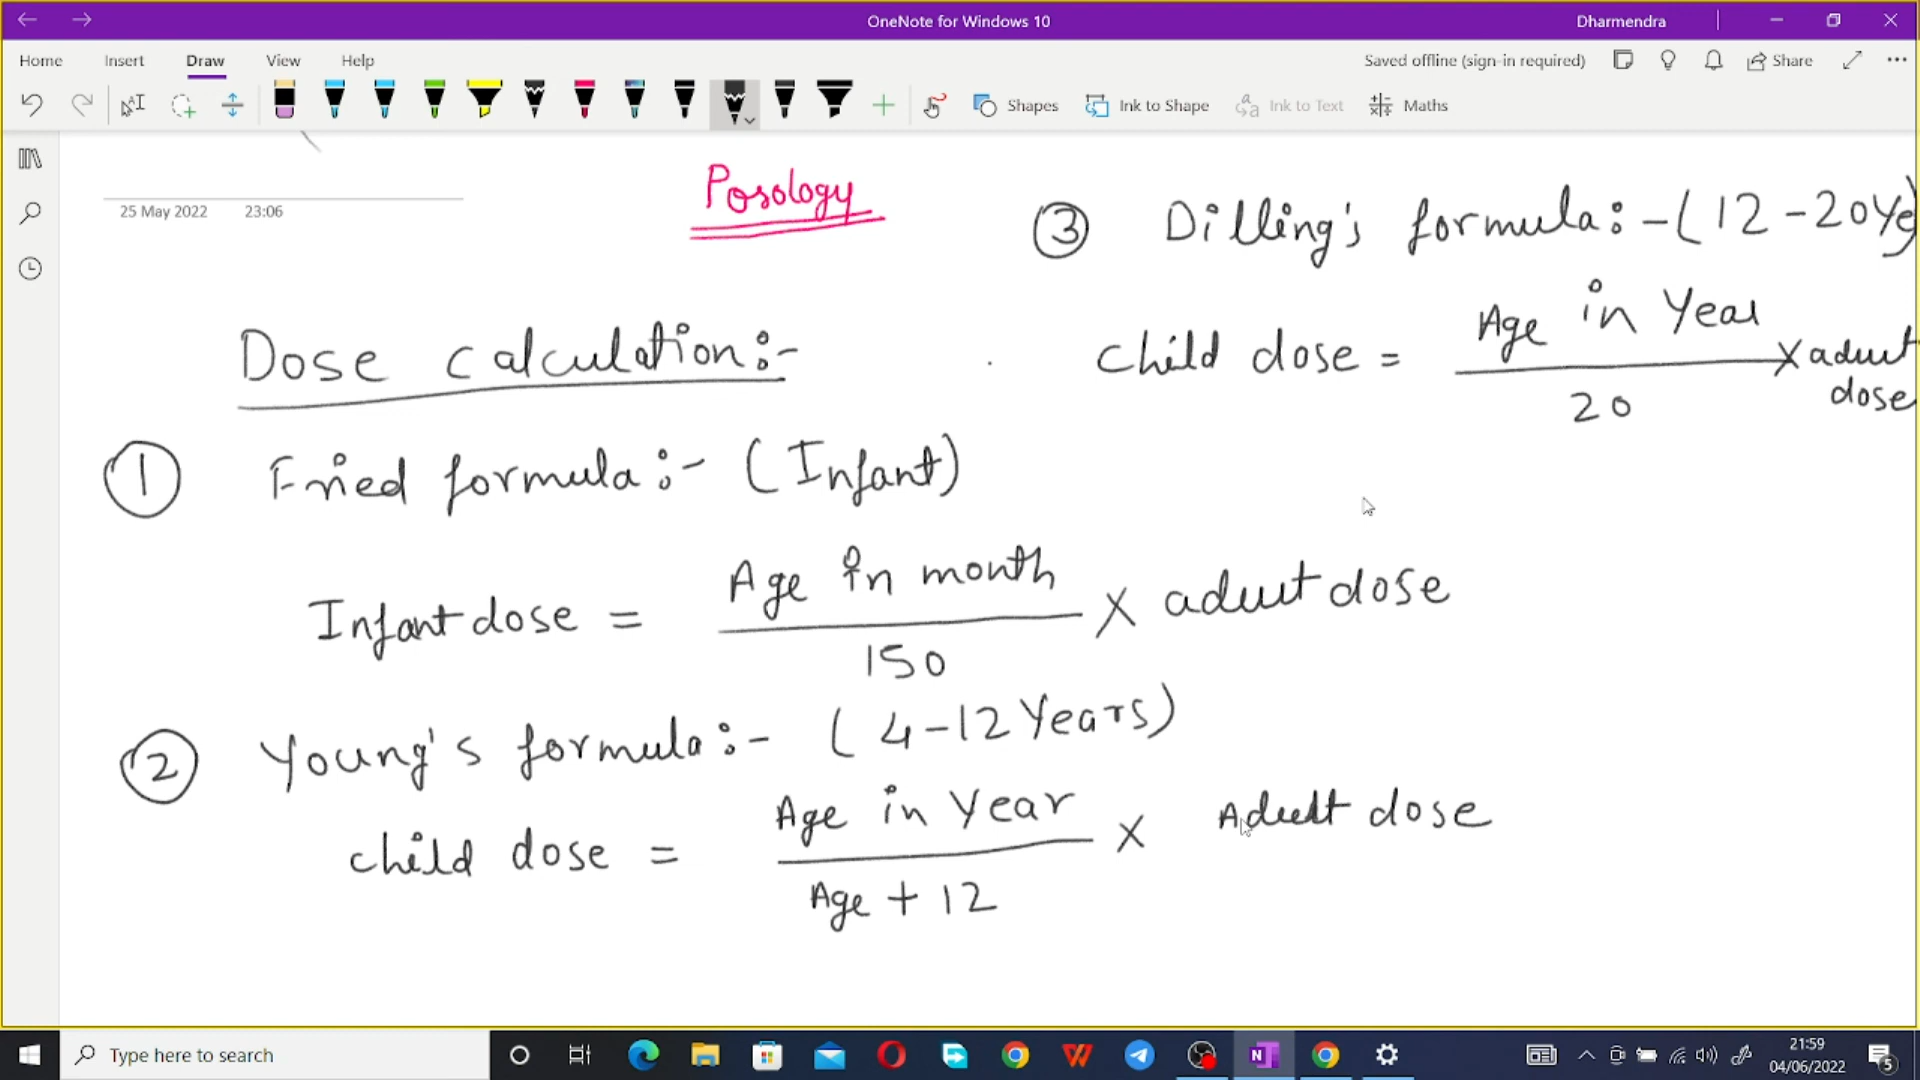 OneNote for Windows 10
Dharmendra
Home Insert Draw View Help
Saved offline (sign-in required) Share
Shapes Ink to Shape Ink to Text Maths
25 May 2022 23:06
Posology
Dose calculation:-
① Fried formula:- (Infant)
Infant dose = Age in month
150
X adult dose
② Young's formula:- (4-12 Years)
child dose = Age in Year
Age + 12
X Adult dose
③ Dilling's formula:- (12-20Ye)
child dose = Age in Year
20
X adult
dose
Type here to search
21:59
04/06/2022
5